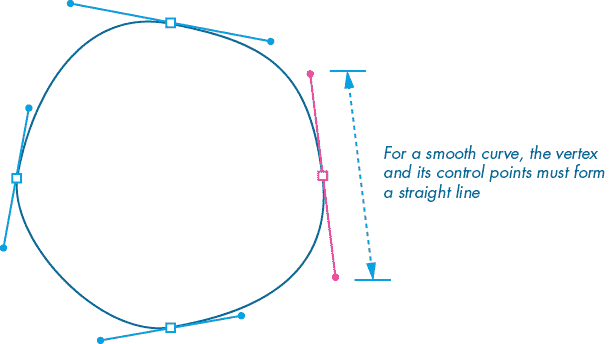 For a smooth curve, the vertex
and its control points must form
a straight line